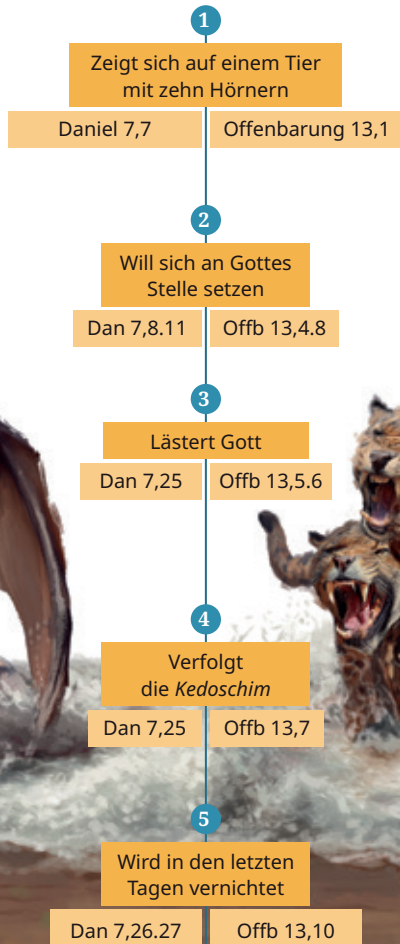 1
Zeigt sich auf einem Tier
mit zehn Hörnern
Daniel 7,7
Offenbarung 13,1
2
Will sich an Gottes
Stelle setzen
Dan 7,8.11
Offb 13,4.8
3
Lästert Gott
Dan 7,25
Offb 13,5.6
4
Verfolgt
die Kedoschim
Dan 7,25
Offb 13,7
5
Wird in den letzten
Tagen vernichtet
Dan 7,26.27
Offb 13,10